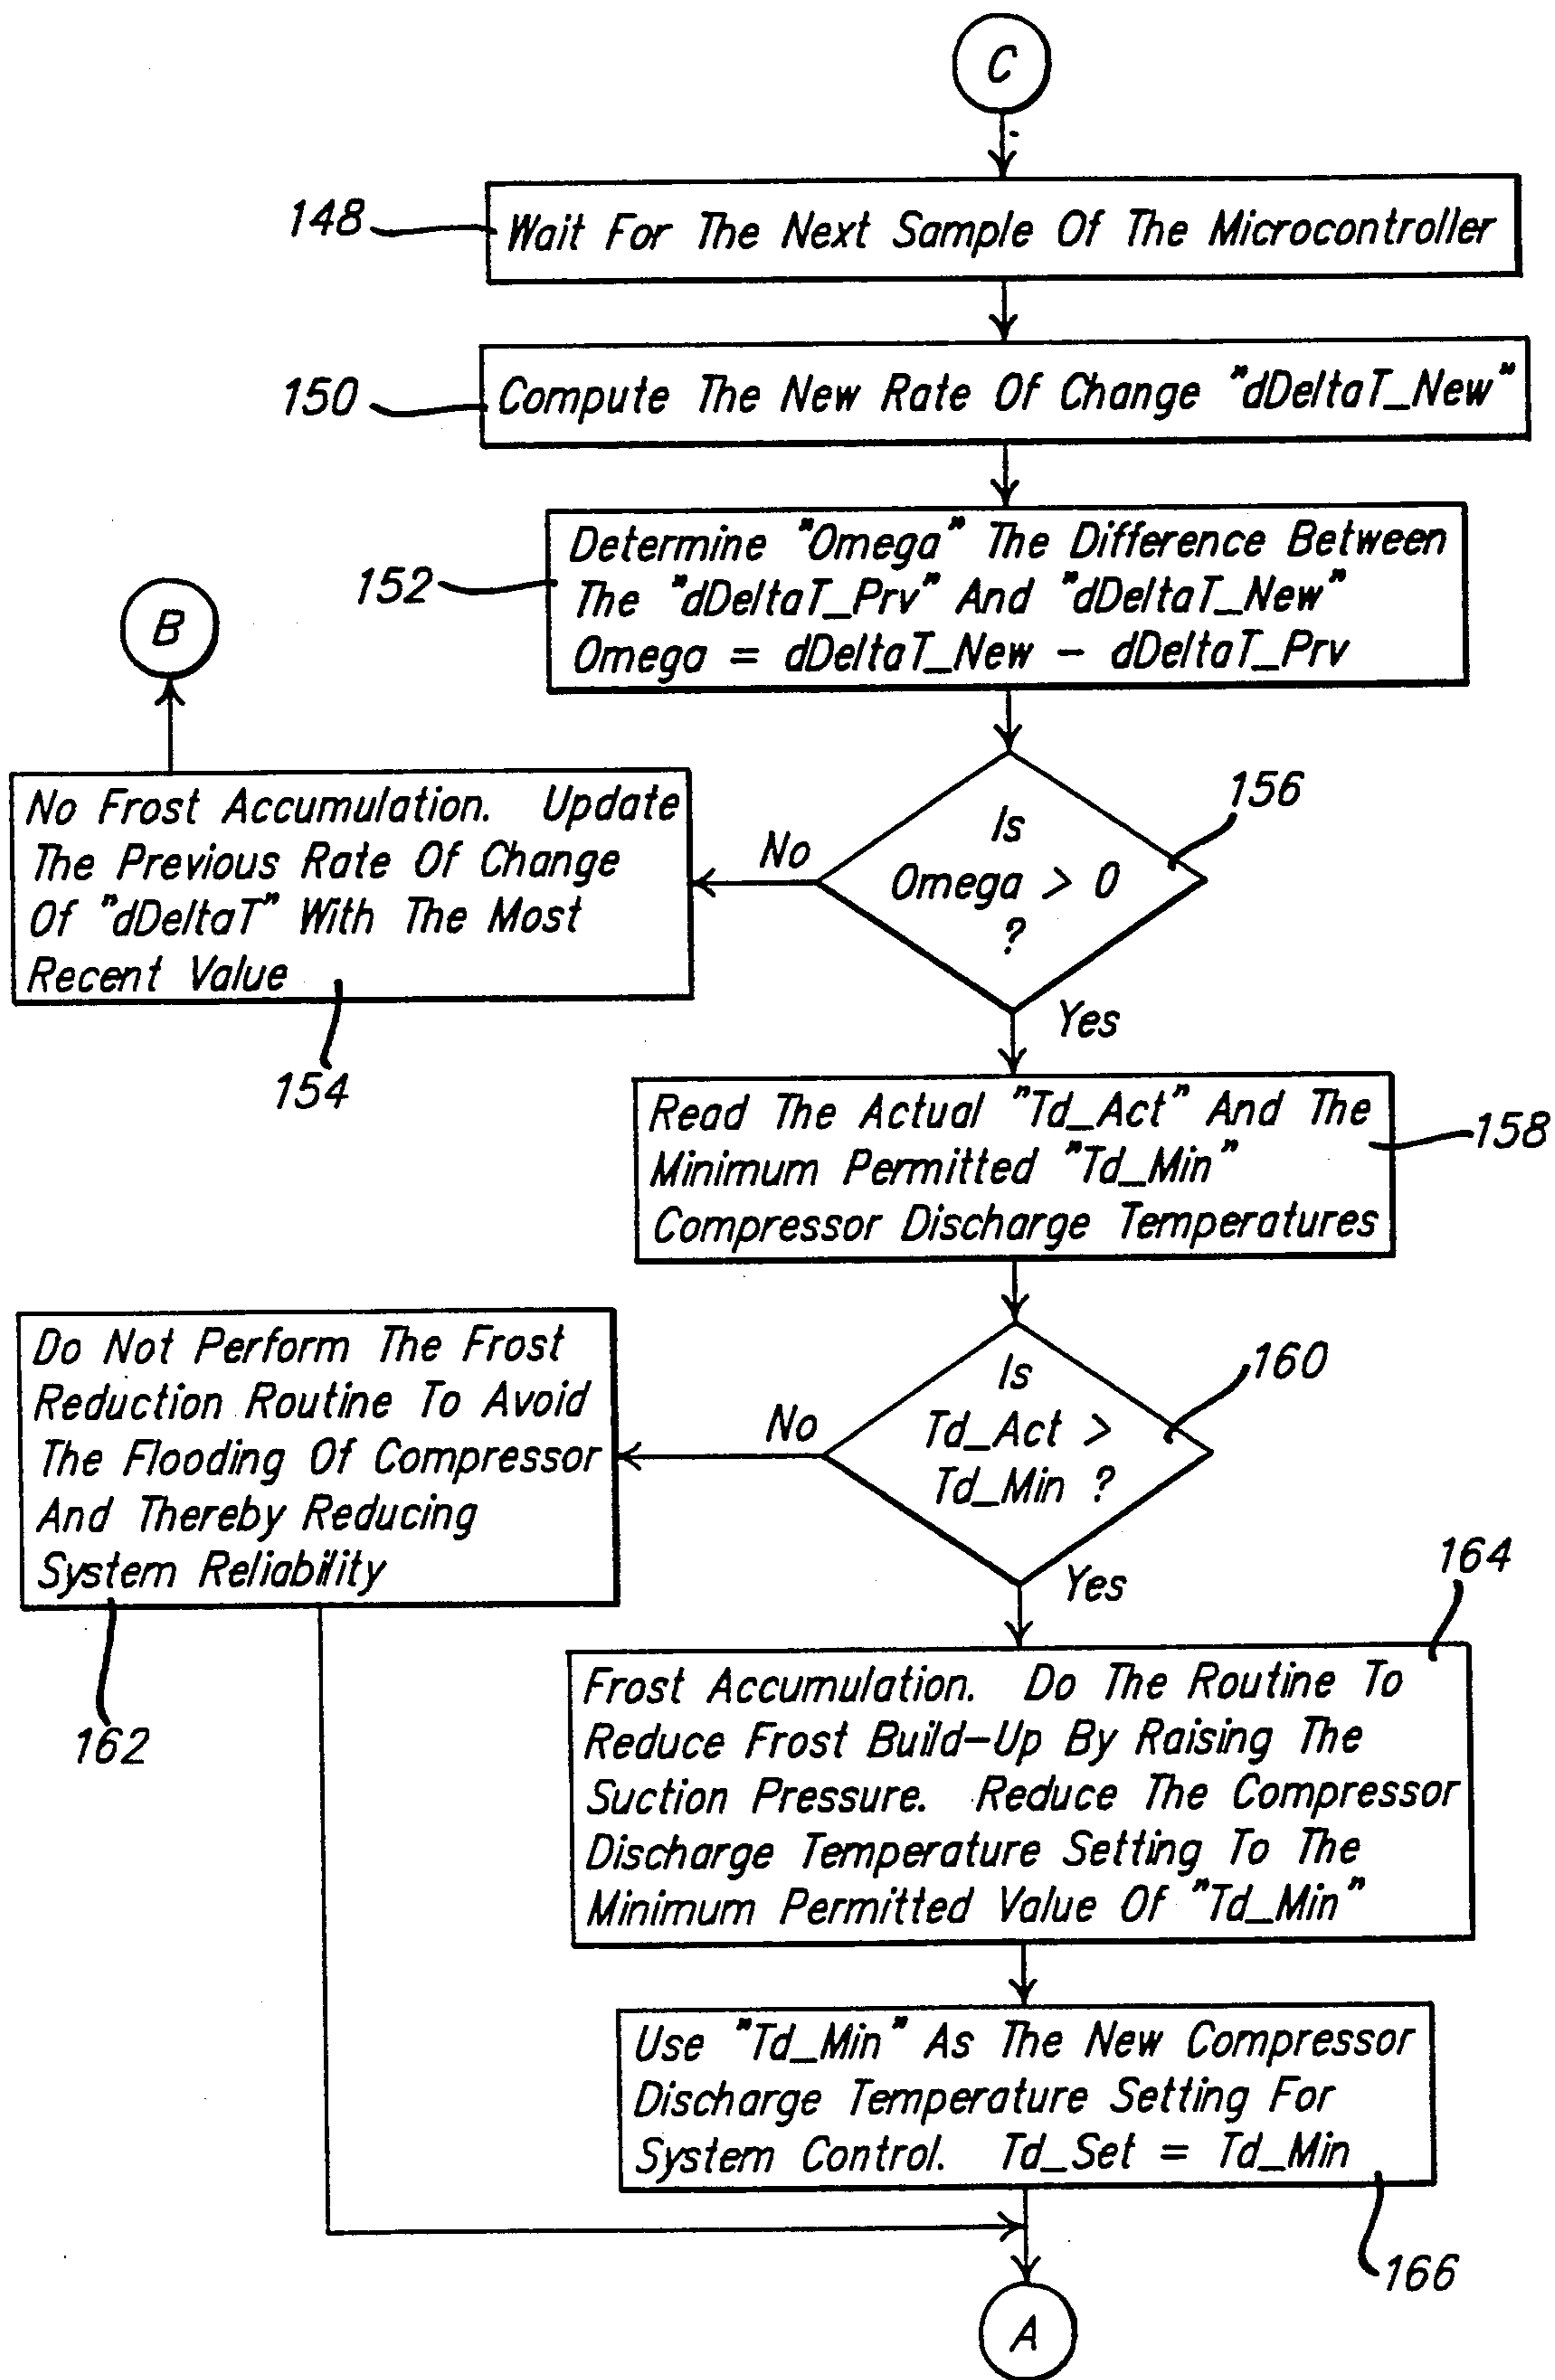 C
148
Wait For The Next Sample Of The Microcontroller
150
Compute The New Rate Of Change "dDeltaT_New"
152
Determine "Omega" The Difference Between
The "dDeltaT_Prv" And "dDeltaT_New"
Omega = dDeltaT_New - dDeltaT_Prv
B
156
Is
Omega > 0
?
No
Yes
No Frost Accumulation. Update
The Previous Rate Of Change
Of "dDeltaT" With The Most
Recent Value
154
Read The Actual "Td_Act" And The
Minimum Permitted "Td_Min"
Compressor Discharge Temperatures
158
Is
Td_Act >
Td_Min ?
160
No
Yes
Do Not Perform The Frost
Reduction Routine To Avoid
The Flooding Of Compressor
And Thereby Reducing
System Reliability
162
164
Frost Accumulation. Do The Routine To
Reduce Frost Build-Up By Raising The
Suction Pressure. Reduce The Compressor
Discharge Temperature Setting To The
Minimum Permitted Value Of "Td_Min"
Use "Td_Min" As The New Compressor
Discharge Temperature Setting For
System Control. Td_Set = Td_Min
166
A